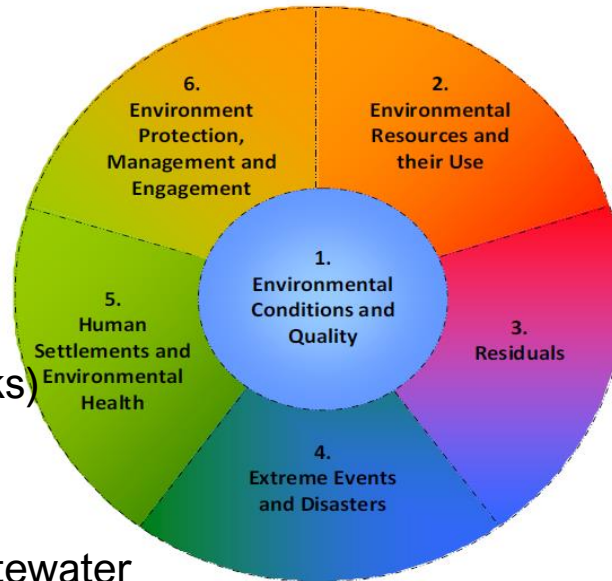 6.
Environment
Protection,
Management and
Engagement
2.
Environmental
Resources and
their Use
1.
Environmental
Conditions and
Quality
5.
Human
Settlements and
Environmental
Health
3.
Residuals
ks)
4.
Extreme Events
and Disasters
tewater